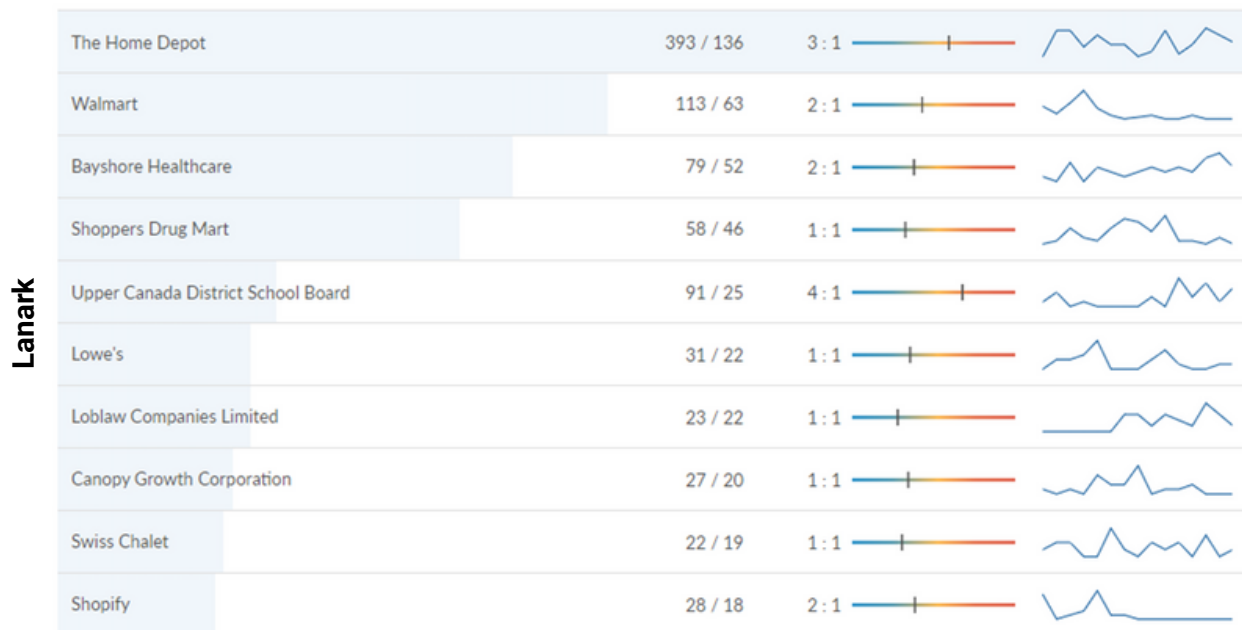 Lanark
The Home Depot 393 / 136 3 : 1
Walmart 113 / 63 2 : 1
Bayshore Healthcare 79 / 52 2 : 1
Shoppers Drug Mart 58 / 46 1 : 1
Upper Canada District School Board 91 / 25 4 : 1
Lowe's 31 / 22 1 : 1
Loblaw Companies Limited 23 / 22 1 : 1
Canopy Growth Corporation 27 / 20 1 : 1
Swiss Chalet 22 / 19 1 : 1
Shopify 28 / 18 2 : 1